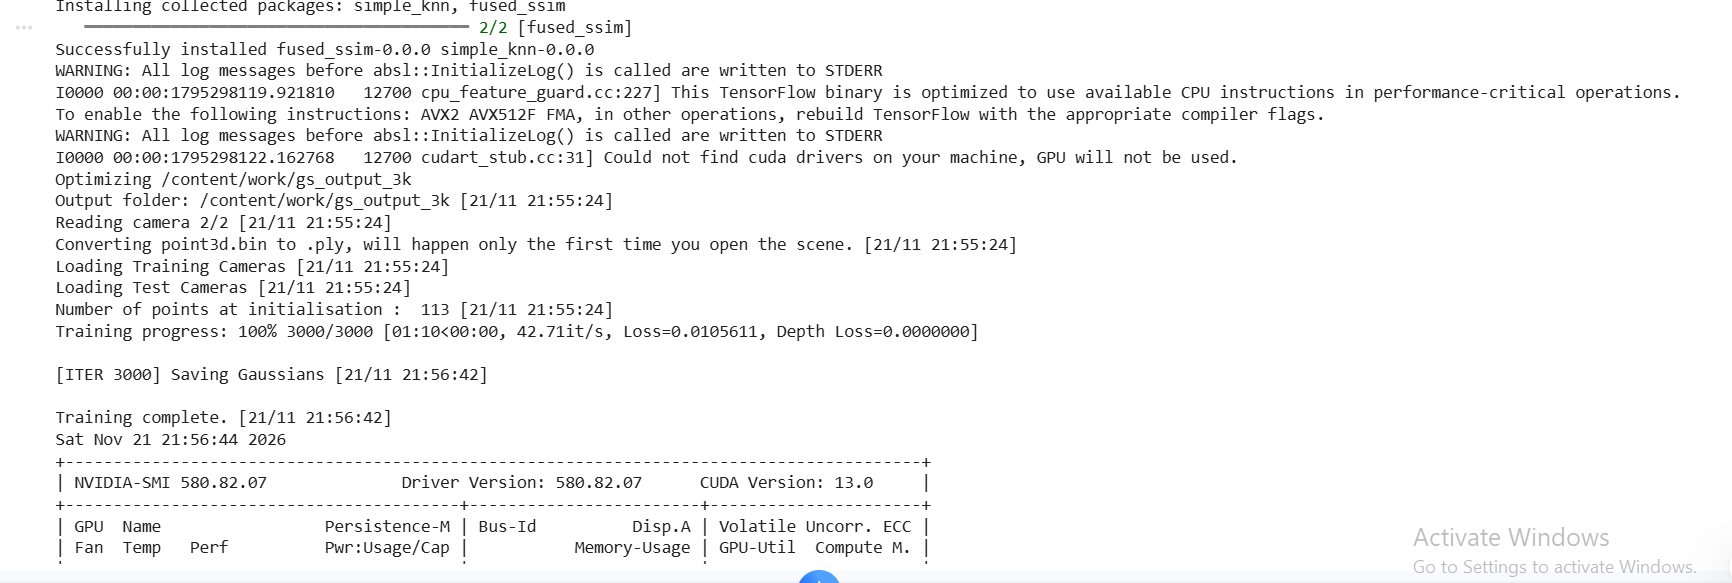 Installing collected packages: simple_knn, fused_ssim
━━━━━━━━━━━━━━━━━━━━━━━━━━━━━━━━━━━━━━━━ 2/2 [fused_ssim]
Successfully installed fused_ssim-0.0.0 simple_knn-0.0.0
WARNING: All log messages before absl::InitializeLog() is called are written to STDERR
I0000 00:00:1795298119.921810   12700 cpu_feature_guard.cc:227] This TensorFlow binary is optimized to use available CPU instructions in performance-critical operations.
To enable the following instructions: AVX2 AVX512F FMA, in other operations, rebuild TensorFlow with the appropriate compiler flags.
WARNING: All log messages before absl::InitializeLog() is called are written to STDERR
I0000 00:00:1795298122.162768   12700 cudart_stub.cc:31] Could not find cuda drivers on your machine, GPU will not be used.
Optimizing /content/work/gs_output_3k
Output folder: /content/work/gs_output_3k [21/11 21:55:24]
Reading camera 2/2 [21/11 21:55:24]
Converting point3d.bin to .ply, will happen only the first time you open the scene. [21/11 21:55:24]
Loading Training Cameras [21/11 21:55:24]
Loading Test Cameras [21/11 21:55:24]
Number of points at initialisation :  113 [21/11 21:55:24]
Training progress: 100% 3000/3000 [01:10<00:00, 42.71it/s, Loss=0.0105611, Depth Loss=0.0000000]
[ITER 3000] Saving Gaussians [21/11 21:56:42]
Training complete. [21/11 21:56:42]
Sat Nov 21 21:56:44 2026
+-----------------------------------------------------------------------------------------+
| NVIDIA-SMI 580.82.07              Driver Version: 580.82.07      CUDA Version: 13.0     |
+-----------------------------------------+------------------------+----------------------+
| GPU  Name                 Persistence-M | Bus-Id          Disp.A | Volatile Uncorr. ECC |
| Fan  Temp   Perf          Pwr:Usage/Cap |           Memory-Usage | GPU-Util  Compute M. |
Activate Windows
Go to Settings to activate Windows.